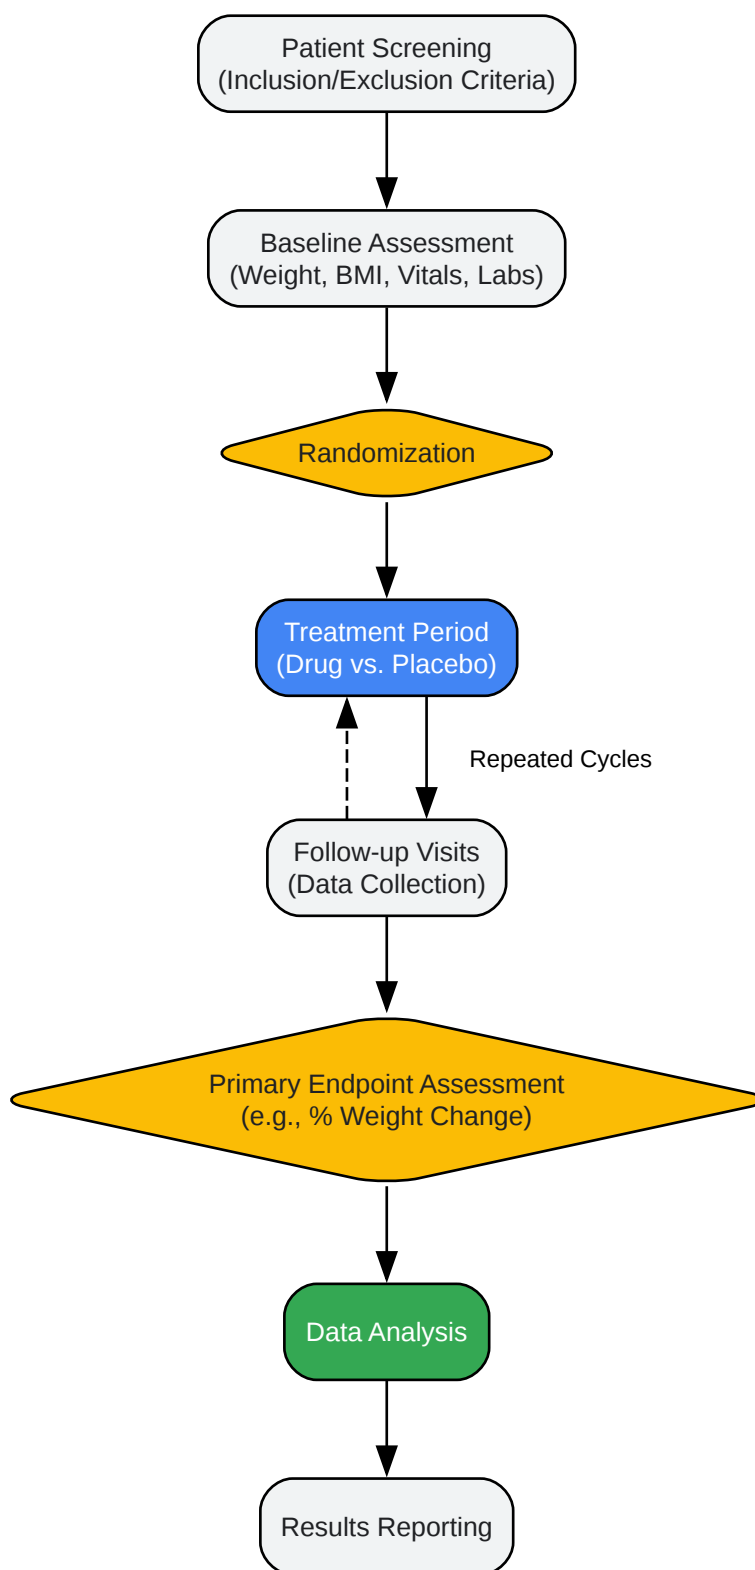 Patient Screening
(Inclusion/Exclusion Criteria)
Baseline Assessment
(Weight, BMI, Vitals, Labs)
Randomization
Treatment Period
(Drug vs. Placebo)
Repeated Cycles
Follow-up Visits
(Data Collection)
Primary Endpoint Assessment
(e.g., % Weight Change)
Data Analysis
Results Reporting